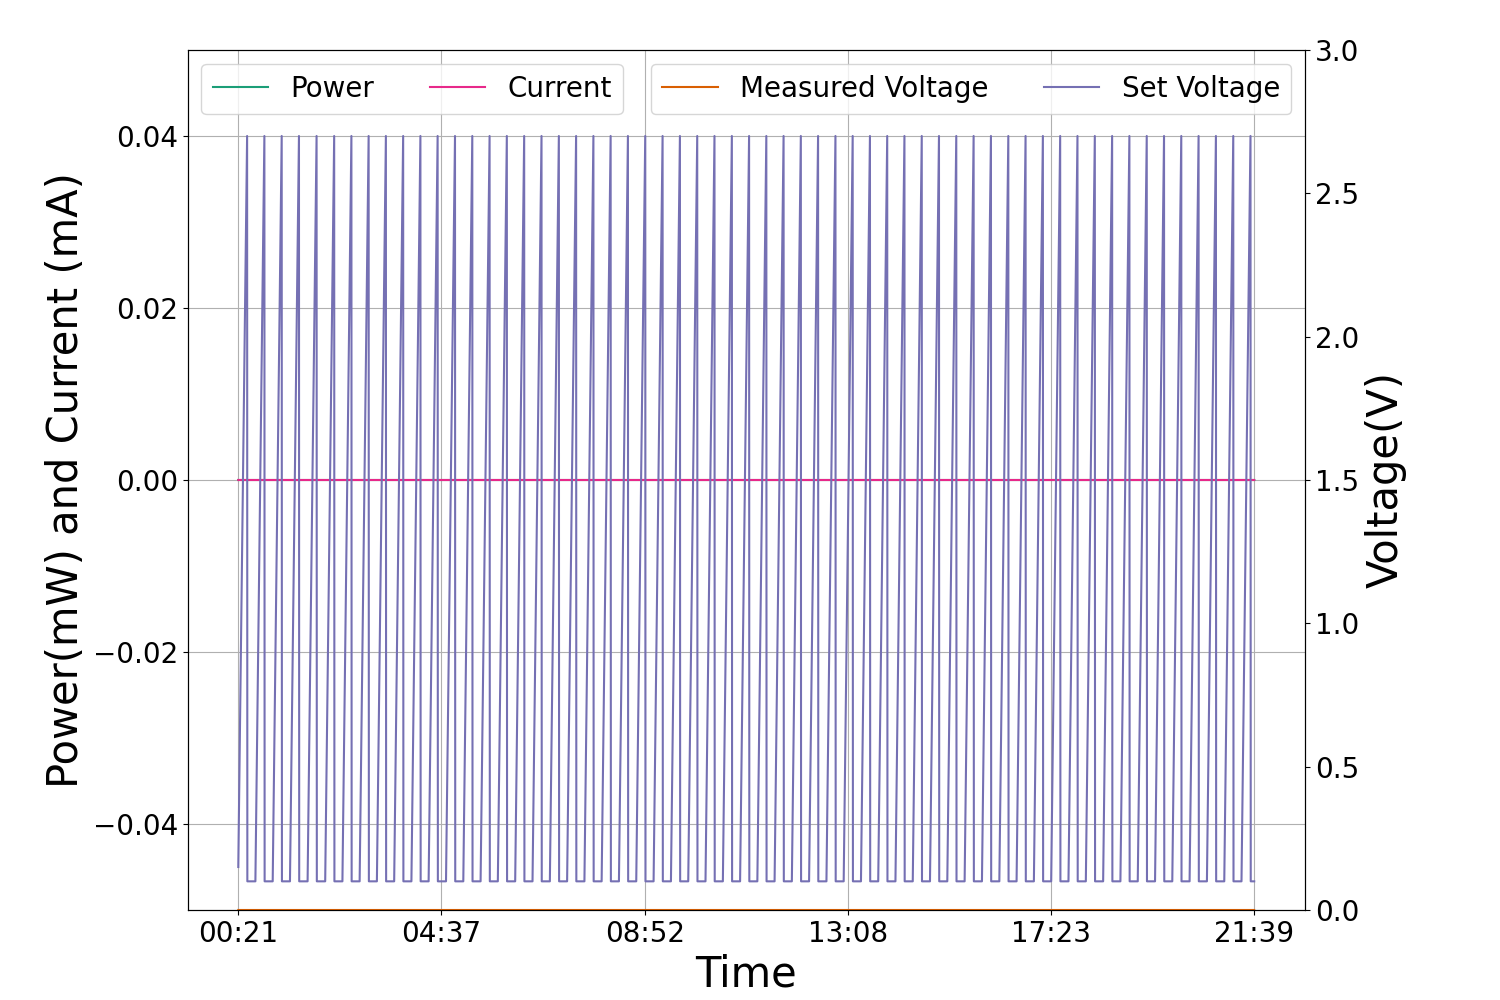 Power Current Measured Voltage Set Voltage
3.0
0.04
2.5
0.02
2.0
0.00
1.5
−0.02
1.0
−0.04
0.5
0.0
Power(mW) and Current (mA)
Voltage(V)
00:21 04:37 08:52 13:08 17:23 21:39
Time